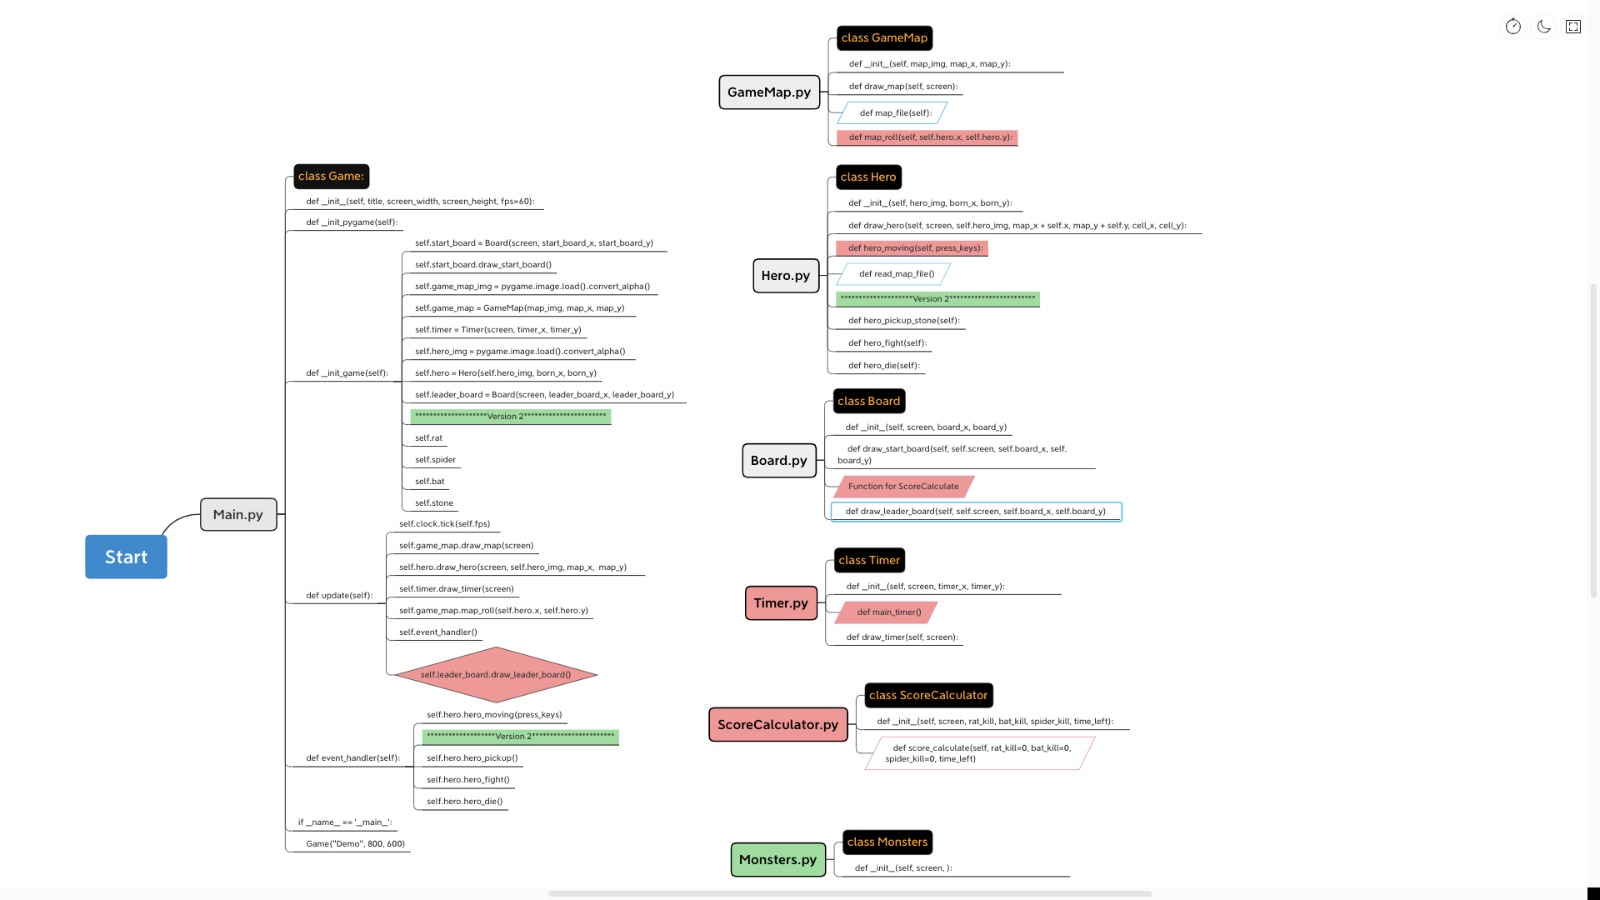 Start
Main.py
class Game:
def _init_(self, title, screen_width, screen_height, fps=60):
def _init_pygame(self):
def _init_game(self):
self.start_board = Board(screen, start_board_x, start_board_y)
self.start_board.draw_start_board()
self.game_map_img = pygame.image.load().convert_alpha()
self.game_map = GameMap(map_img, map_x, map_y)
self.timer = Timer(screen, timer_x, timer_y)
self.hero_img = pygame.image.load().convert_alpha()
self.hero = Hero(self.hero_img, born_x, born_y)
self.leader_board = Board(screen, leader_board_x, leader_board_y)
********************Version 2***********************
self.rat
self.spider
self.bat
self.stone
def update(self):
self.clock.tick(self.fps)
self.game_map.draw_map(screen)
self.hero.draw_hero(screen, self.hero_img, map_x,  map_y)
self.timer.draw_timer(screen)
self.game_map.map_roll(self.hero.x, self.hero.y)
self.event_handler()
self.leader_board.draw_leader_board()
def event_handler(self):
self.hero.hero_moving(press_keys)
*******************Version 2***********************
self.hero.hero_pickup()
self.hero.hero_fight()
self.hero.hero_die()
if _name_ == '_main_':
Game("Demo", 800, 600)
GameMap.py
class GameMap
def _init_(self, map_img, map_x, map_y):
def draw_map(self, screen):
def map_file(self):
def map_roll(self, self.hero.x, self.hero.y):
Hero.py
class Hero
def _init_(self, hero_img, born_x, born_y):
def draw_hero(self, screen, self.hero_img, map_x + self.x, map_y + self.y, cell_x, cell_y):
def hero_moving(self, press_keys):
def read_map_file()
********************Version 2************************
def hero_pickup_stone(self):
def hero_fight(self):
def hero_die(self):
Board.py
class Board
def _init_(self, screen, board_x, board_y)
def draw_start_board(self, self.screen, self.board_x, self.
board_y)
Function for ScoreCalculate
def draw_leader_board(self, self.screen, self.board_x, self.board_y)
Timer.py
class Timer
def _init_(self, screen, timer_x, timer_y):
def main_timer()
def draw_timer(self, screen):
ScoreCalculator.py
class ScoreCalculator
def _init_(self, screen, rat_kill, bat_kill, spider_kill, time_left):
def score_calculate(self, rat_kill=0, bat_kill=0,
spider_kill=0, time_left)
Monsters.py
class Monsters
def _init_(self, screen, ):